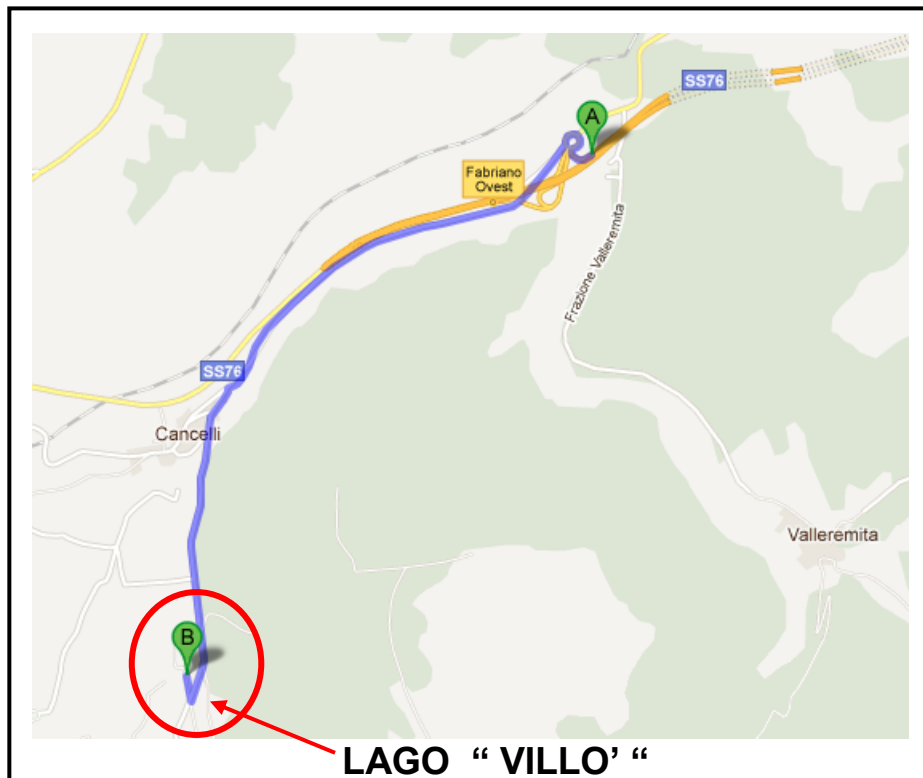 SS76
A
Fabriano
Ovest
Frazione Valleremita
SS76
Cancelli
Valleremita
B
LAGO “ VILLO’ “